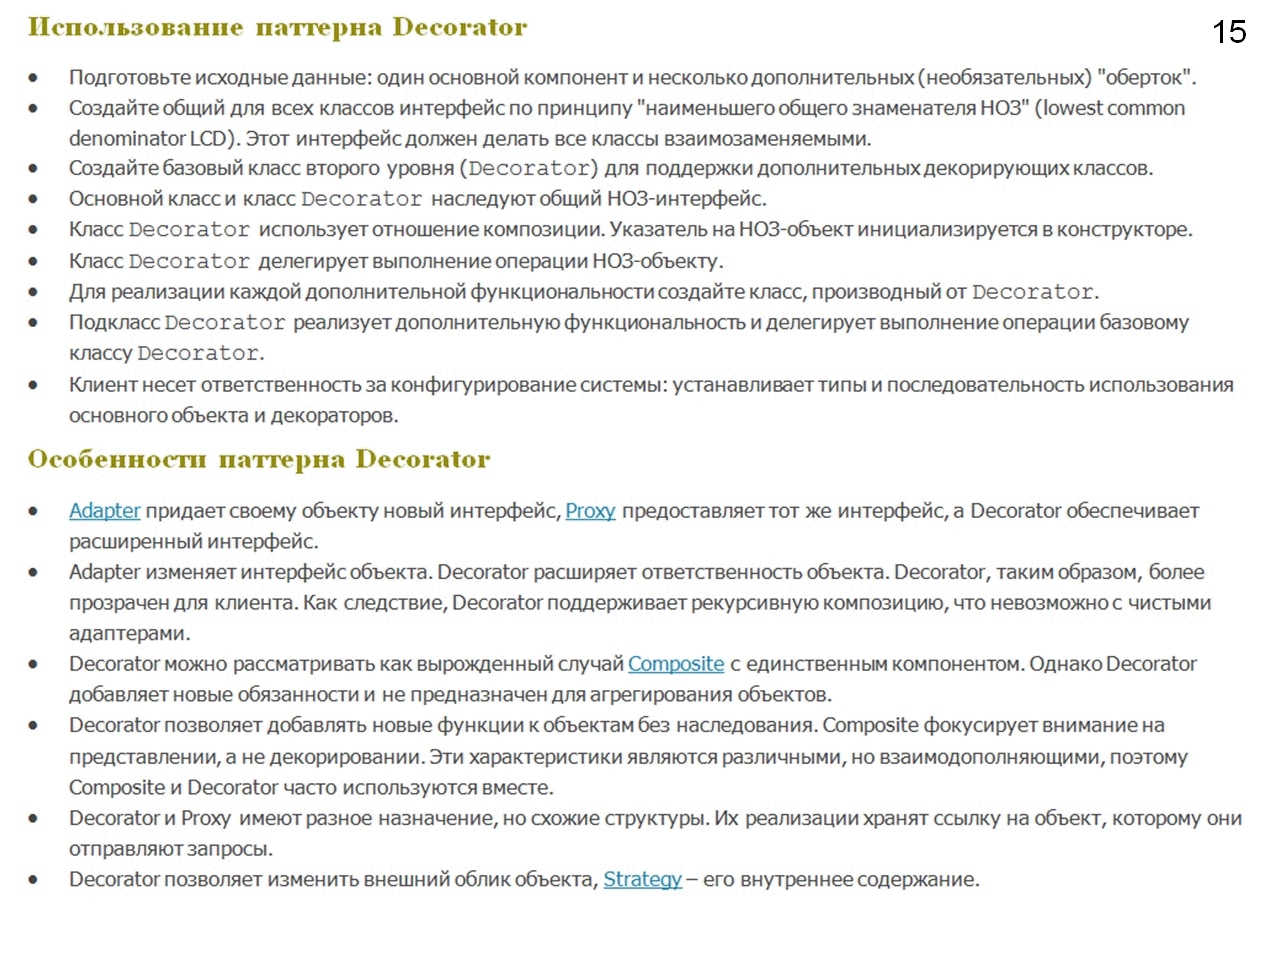 Использование паттерна Decorator
15
• Подготовьте исходные данные: один основной компонент и несколько дополнительных (необязательных) "оберток".
• Создайте общий для всех классов интерфейс по принципу "наименьшего общего знаменателя НОЗ" (lowest common
denominator LCD). Этот интерфейс должен делать все классы взаимозаменяемыми.
• Создайте базовый класс второго уровня (Decorator) для поддержки дополнительных декорирующих классов.
• Основной класс и класс Decorator наследуют общий НОЗ-интерфейс.
• Класс Decorator использует отношение композиции. Указатель на НОЗ-объект инициализируется в конструкторе.
• Класс Decorator делегирует выполнение операции НОЗ-объекту.
• Для реализации каждой дополнительной функциональности создайте класс, производный от Decorator.
• Подкласс Decorator реализует дополнительную функциональность и делегирует выполнение операции базовому
классу Decorator.
• Клиент несет ответственность за конфигурирование системы: устанавливает типы и последовательность использования
основного объекта и декораторов.
Особенности паттерна Decorator
• Adapter придает своему объекту новый интерфейс, Proxy предоставляет тот же интерфейс, а Decorator обеспечивает
расширенный интерфейс.
• Adapter изменяет интерфейс объекта. Decorator расширяет ответственность объекта. Decorator, таким образом, более
прозрачен для клиента. Как следствие, Decorator поддерживает рекурсивную композицию, что невозможно с чистыми
адаптерами.
• Decorator можно рассматривать как вырожденный случай Composite с единственным компонентом. Однако Decorator
добавляет новые обязанности и не предназначен для агрегирования объектов.
• Decorator позволяет добавлять новые функции к объектам без наследования. Composite фокусирует внимание на
представлении, а не декорировании. Эти характеристики являются различными, но взаимодополняющими, поэтому
Composite и Decorator часто используются вместе.
• Decorator и Proxy имеют разное назначение, но схожие структуры. Их реализации хранят ссылку на объект, которому они
отправляют запросы.
• Decorator позволяет изменить внешний облик объекта, Strategy – его внутреннее содержание.